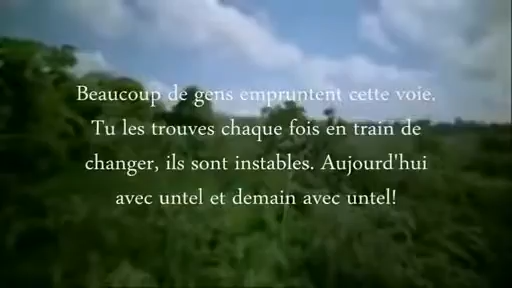 Beaucoup de gens empruntent cette voie.
Tu les trouves chaque fois en train de
changer, ils sont instables. Aujourd'hui
avec untel et demain avec untel!